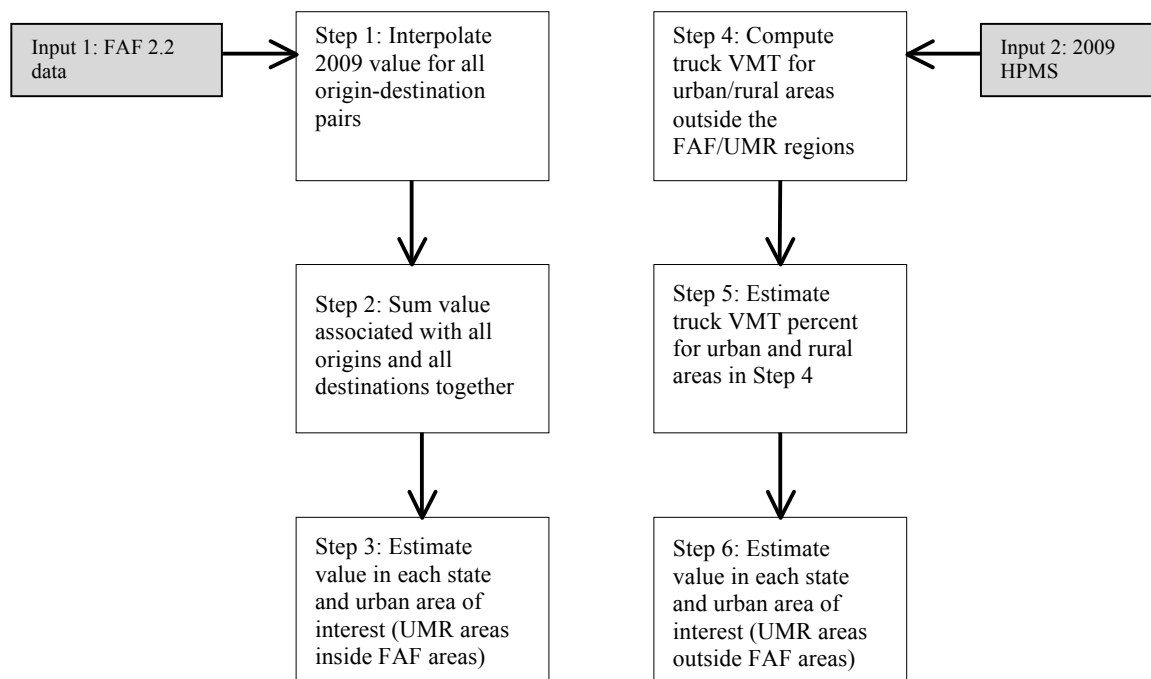 Input 1: FAF 2.2
data
Step 1: Interpolate
2009 value for all
origin-destination
pairs
Step 2: Sum value
associated with all
origins and all
destinations together
Step 3: Estimate
value in each state
and urban area of
interest (UMR areas
inside FAF areas)
Step 4: Compute
truck VMT for
urban/rural areas
outside the
FAF/UMR regions
Input 2: 2009
HPMS
Step 5: Estimate
truck VMT percent
for urban and rural
areas in Step 4
Step 6: Estimate
value in each state
and urban area of
interest (UMR areas
outside FAF areas)